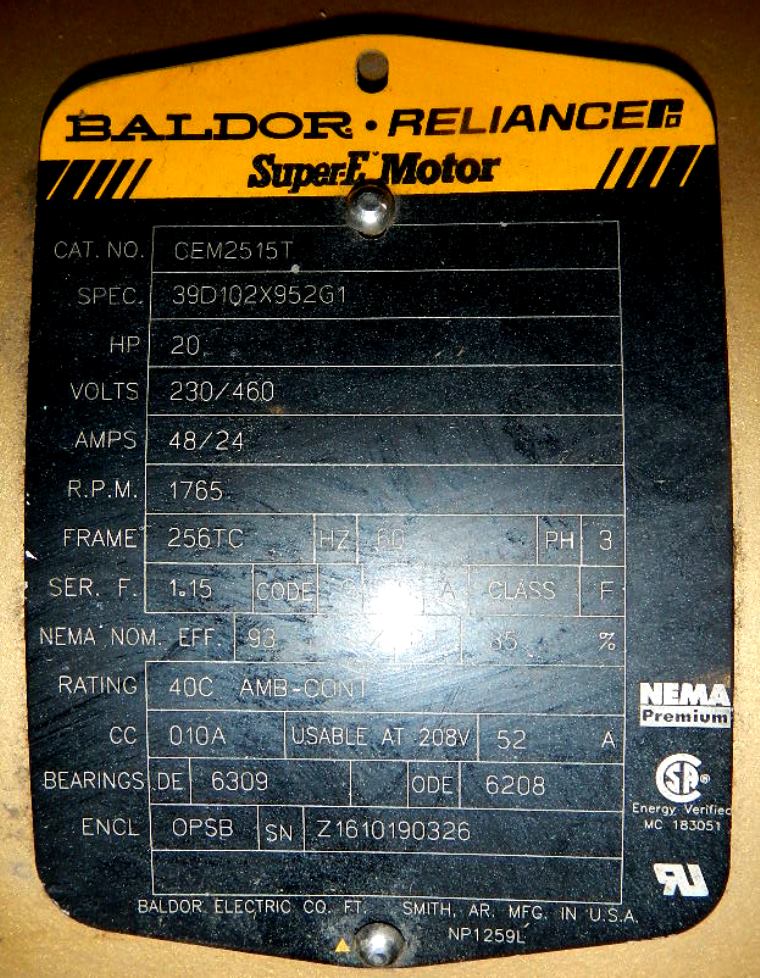 BALDOR • RELIANCE
Super-E Motor
CAT. NO. CEM2515T
SPEC. 39D102X952G1
HP 20
VOLTS 230/460
AMPS 48/24
R.P.M. 1765
FRAME 256TC HZ 60 PH 3
SER. F. 1.15 CODE A CLASS F
NEMA NOM. EFF. 93 85 %
RATING 40C AMB-CONT
CC 010A USABLE AT 208V 52 A
BEARINGS DE 6309 ODE 6208
ENCL OPSB SN Z1610190326
NEMA
Premium
SA ®
Energy Verified
MC 183051
BALDOR ELECTRIC CO. FT. SMITH, AR. MFG. IN U.S.A.
NP1259L